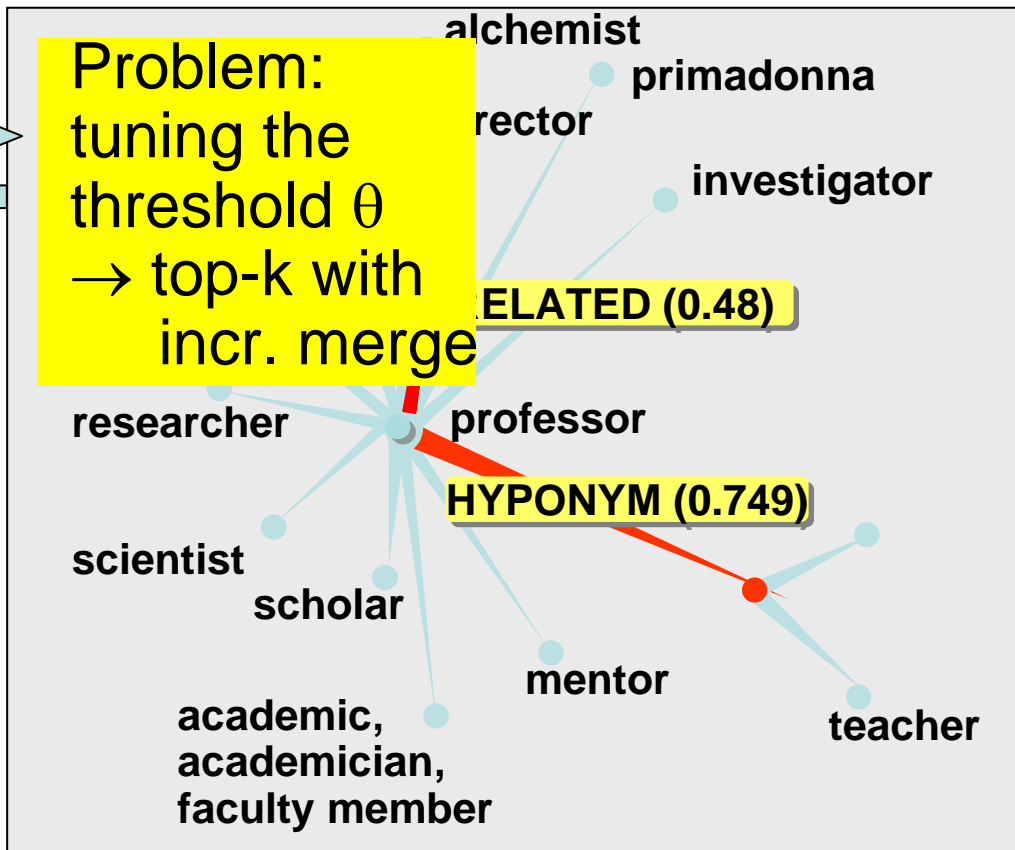 alchemist
primadonna
rector
investigator
Problem:
tuning the
threshold θ
→ top-k with
incr. merge
ELATED (0.48)
researcher
professor
HYPONYM (0.749)
scientist
scholar
mentor
teacher
academic,
academician,
faculty member